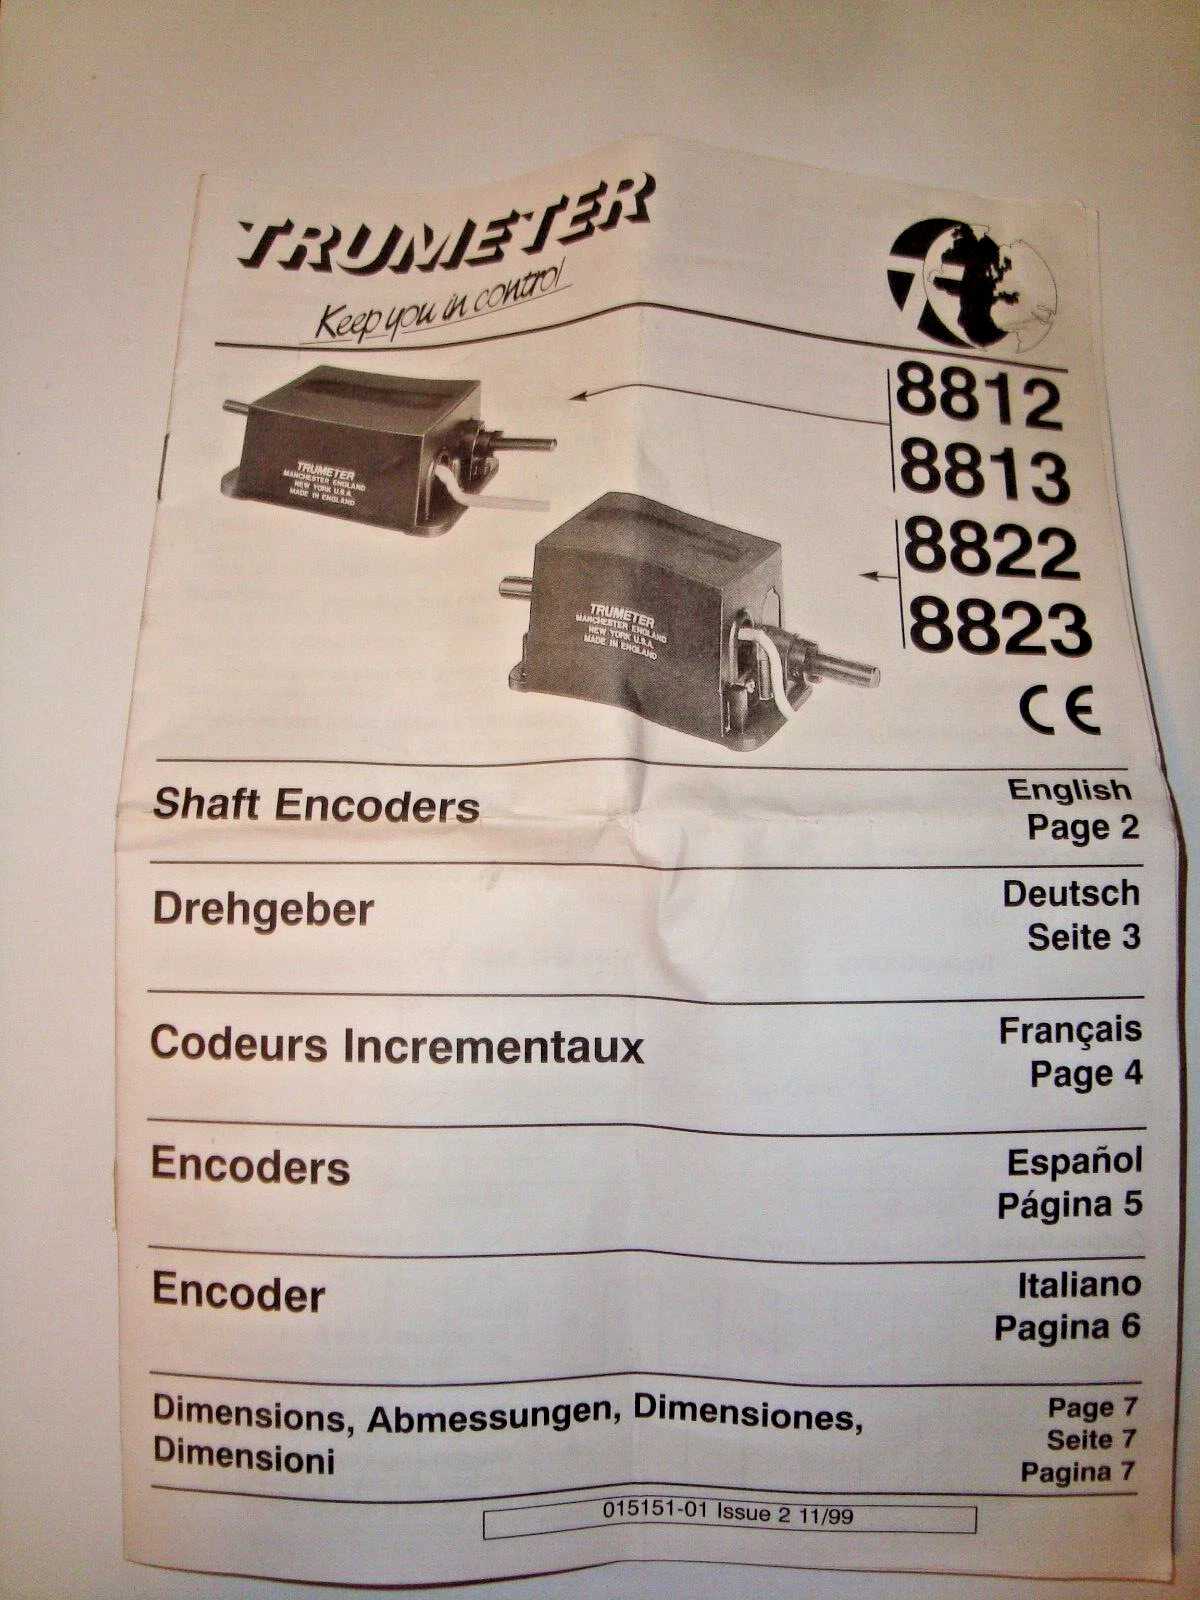 TRUMETER
Keep you in control
8812
8813
8822
8823
TRUMETER
MANCHESTER ENGLAND
NEW YORK U.S.A.
MADE IN ENGLAND
TRUMETER
MANCHESTER ENGLAND
NEW YORK U.S.A.
MADE IN ENGLAND
CE
Shaft Encoders
English
Page 2
Drehgeber
Deutsch
Seite 3
Codeurs Incrementaux
Français
Page 4
Encoders
Español
Página 5
Encoder
Italiano
Pagina 6
Dimensions, Abmessungen, Dimensiones,
Dimensioni
Page 7
Seite 7
Pagina 7
015151-01 Issue 2 11/99